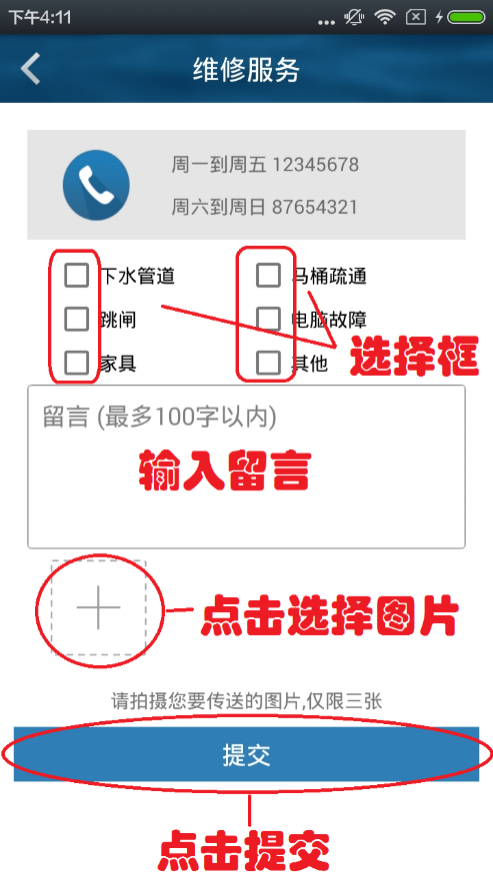 下午4:11
维修服务
周一到周五 12345678
周六到周日 87654321
下水管道 马桶疏通
跳闸 电脑故障
家具 其他
选择框
留言 (最多100字以内)
输入留言
点击选择图片
请拍摄您要传送的图片,仅限三张
提交
点击提交